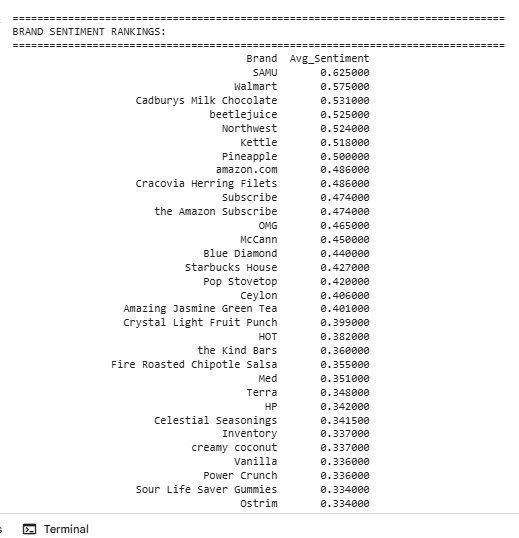 ================================================================================
BRAND SENTIMENT RANKINGS:
================================================================================
Brand Avg_Sentiment
SAMU 0.625000
Walmart 0.575000
Cadburys Milk Chocolate 0.531000
beetlejuice 0.525000
Northwest 0.524000
Kettle 0.518000
Pineapple 0.500000
amazon.com 0.486000
Cracovia Herring Filets 0.486000
Subscribe 0.474000
the Amazon Subscribe 0.474000
OMG 0.465000
McCann 0.450000
Blue Diamond 0.440000
Starbucks House 0.427000
Pop Stovetop 0.420000
Ceylon 0.406000
Amazing Jasmine Green Tea 0.401000
Crystal Light Fruit Punch 0.399000
HOT 0.382000
the Kind Bars 0.360000
Fire Roasted Chipotle Salsa 0.355000
Med 0.351000
Terra 0.348000
HP 0.342000
Celestial Seasonings 0.341500
Inventory 0.337000
creamy coconut 0.337000
Vanilla 0.336000
Power Crunch 0.336000
Sour Life Saver Gummies 0.334000
Ostrim 0.334000
s Terminal